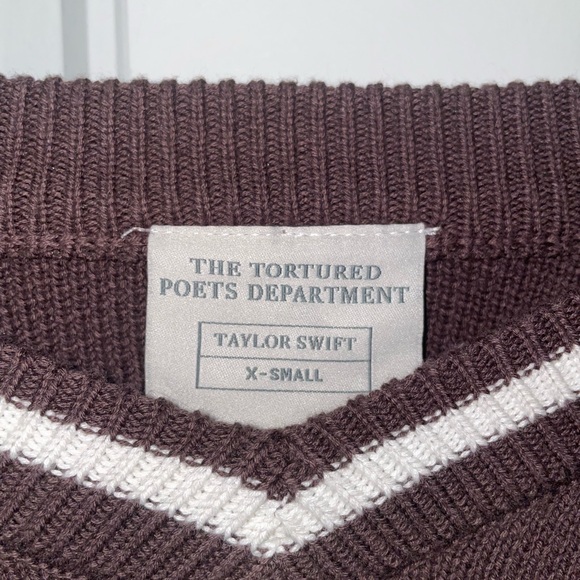 THE TORTURED
POETS DEPARTMENT
TAYLOR SWIFT
X-SMALL